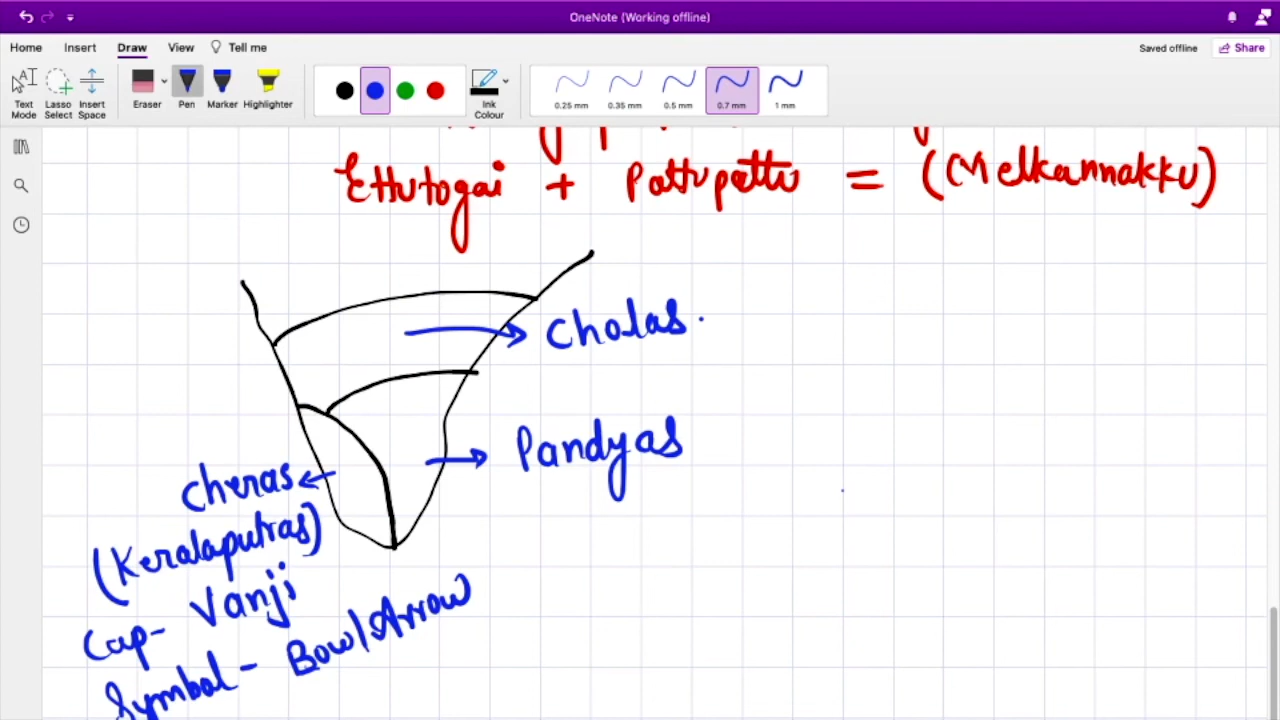 OneNote (Working offline)
Home Insert Draw View Tell me
Saved offline Share
Text Mode
Lasso Select
Insert Space
Eraser
Pen
Marker
Highlighter
Ink Colour
0.25 mm
0.35 mm
0.5 mm
0.7 mm
1 mm
Ettutogai + Pattupattu = (Melkannakku)
Cholas.
Pandyas
Cheras
(Keralaputras)
Cap- Vanji
Symbol - Bow/Arrow